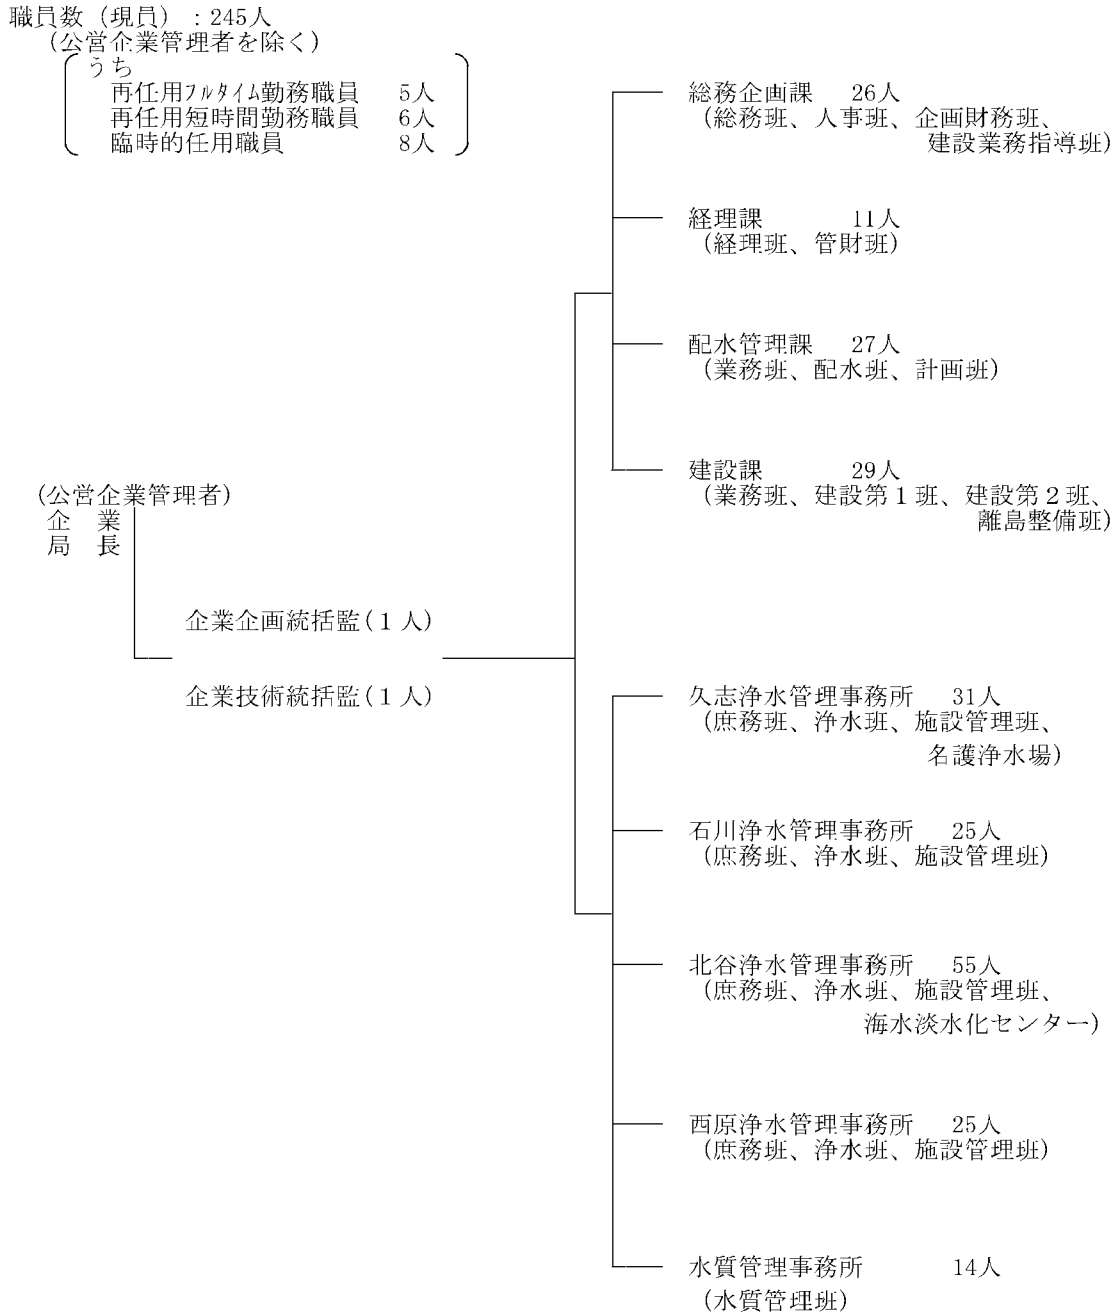 職員数（現員）：245人
（公営企業管理者を除く）
うち
再任用ﾌﾙﾀｲﾑ勤務職員　5人
再任用短時間勤務職員　6人
臨時的任用職員　8人
総務企画課　26人
（総務班、人事班、企画財務班、
建設業務指導班）
経理課　11人
（経理班、管財班）
配水管理課　27人
（業務班、配水班、計画班）
建設課　29人
（業務班、建設第１班、建設第２班、
離島整備班）
(公営企業管理者)
企　業
局　長
企業企画統括監(１人)
企業技術統括監(１人)
久志浄水管理事務所　31人
（庶務班、浄水班、施設管理班、
名護浄水場）
石川浄水管理事務所　25人
（庶務班、浄水班、施設管理班）
北谷浄水管理事務所　55人
（庶務班、浄水班、施設管理班、
海水淡水化センター）
西原浄水管理事務所　25人
（庶務班、浄水班、施設管理班）
水質管理事務所　14人
（水質管理班）